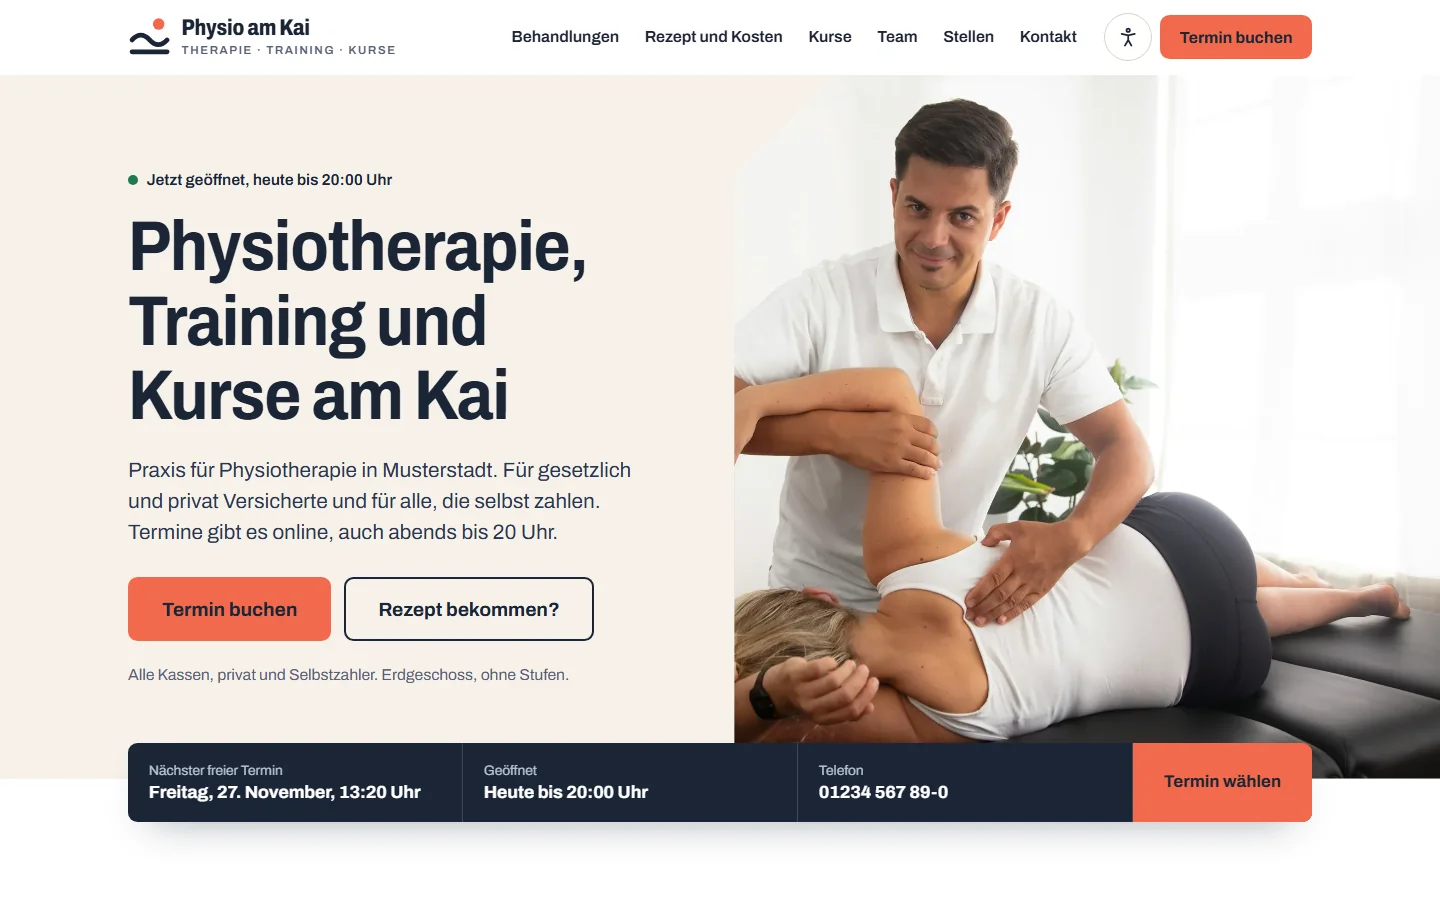 Physio am Kai
THERAPIE · TRAINING · KURSE
Behandlungen
Rezept und Kosten
Kurse
Team
Stellen
Kontakt
Termin buchen
Jetzt geöffnet, heute bis 20:00 Uhr
Physiotherapie,
Training und
Kurse am Kai
Praxis für Physiotherapie in Musterstadt. Für gesetzlich
und privat Versicherte und für alle, die selbst zahlen.
Termine gibt es online, auch abends bis 20 Uhr.
Termin buchen
Rezept bekommen?
Alle Kassen, privat und Selbstzahler. Erdgeschoss, ohne Stufen.
Nächster freier Termin
Freitag, 27. November, 13:20 Uhr
Geöffnet
Heute bis 20:00 Uhr
Telefon
01234 567 89-0
Termin wählen